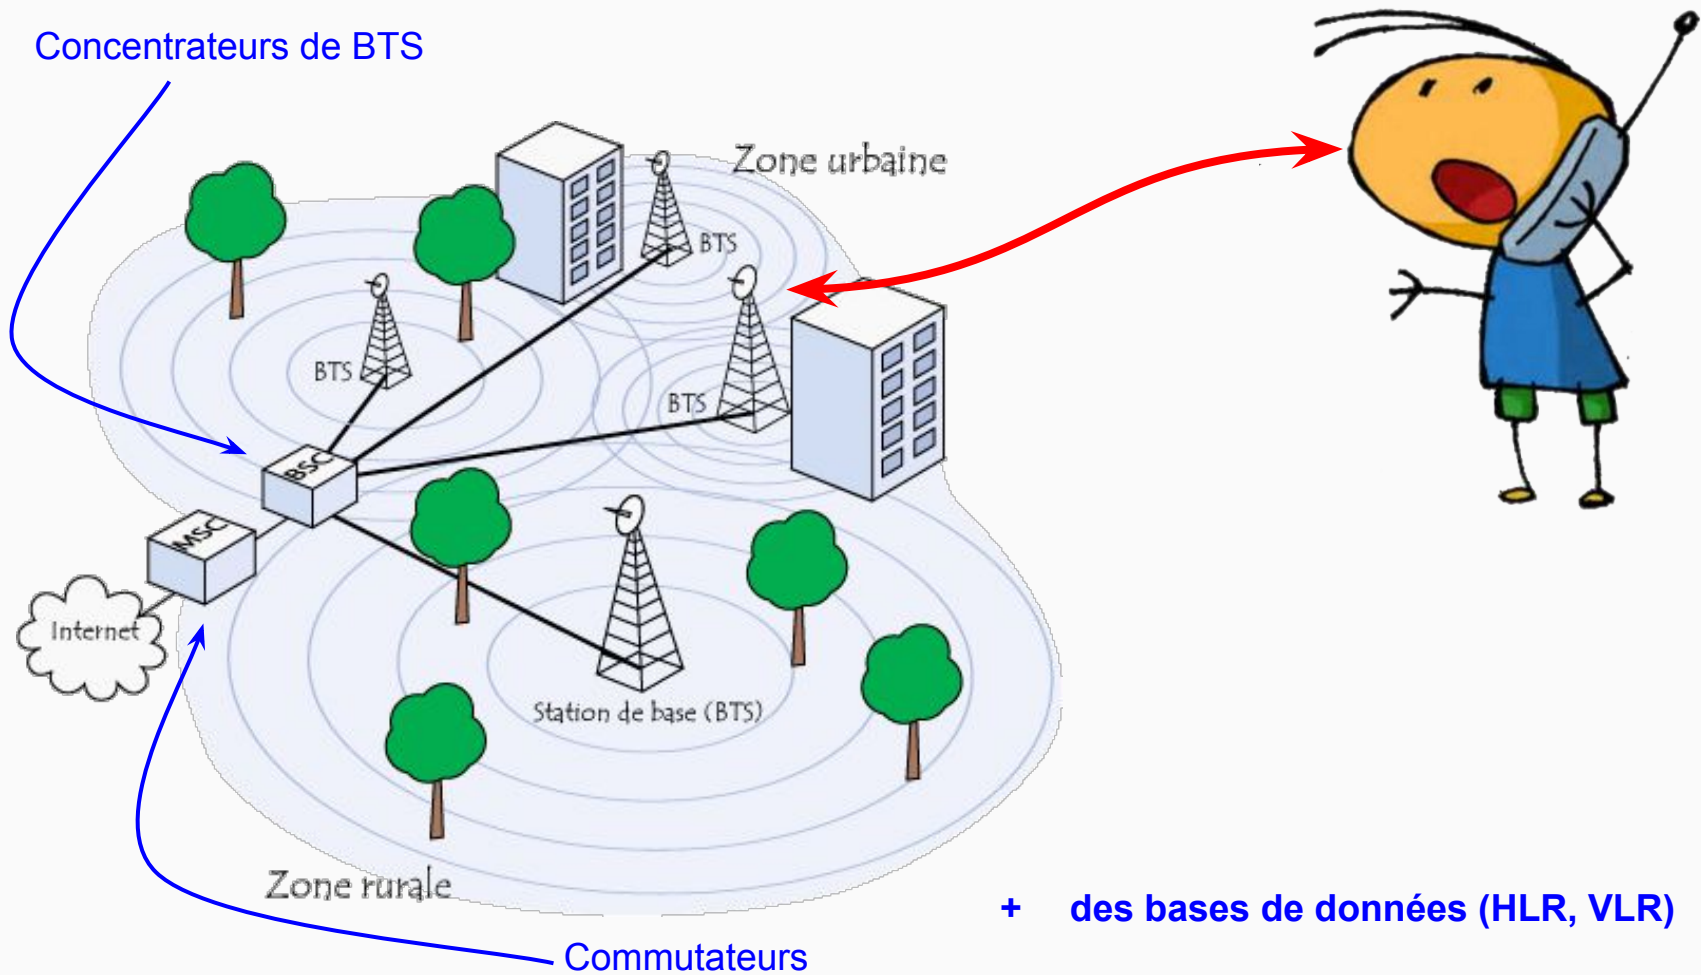 Concentrateurs de BTS
Zone urbaine
BTS
BTS
BTS
BSC
MSC
Internet
Station de base (BTS)
Zone rurale
+ des bases de données (HLR, VLR)
Commutateurs